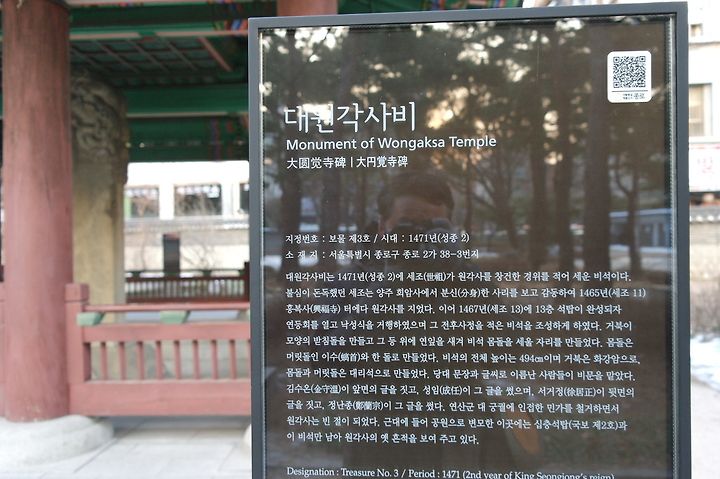 대원각사비
Monument of Wongaksa Temple
大圆觉寺碑 | 大円覚寺碑
지정번호 : 보물 제3호 / 시대 : 1471년(성종 2)
소 재 지 : 서울특별시 종로구 종로 2가 38-3번지
대원각사비는 1471년(성종 2)에 세조(世祖)가 원각사를 창건한 경위를 적어 세운 비석이다.
불심이 돈독했던 세조는 양주 회암사에서 분신(分身)한 사리를 보고 감동하여 1465년(세조 11)
흥복사(興福寺) 터에다 원각사를 지었다. 이어 1467년(세조 13)에 13층 석탑이 완성되자
연등회를 열고 낙성식을 거행하였으며 그 전후사정을 적은 비석을 조성하게 하였다. 거북이
모양의 받침돌을 만들고 그 등 위에 연잎을 새겨 비석 몸돌을 세울 자리를 만들었다. 몸돌은
머릿돌인 이수(螭首)와 한 돌로 만들었다. 비석의 전체 높이는 494cm이며 거북은 화강암으로,
몸돌과 머릿돌은 대리석으로 만들었다. 당대 문장과 글씨로 이름난 사람들이 비문을 맡았다.
김수온(金守溫)이 앞면의 글을 짓고, 성임(成任)이 그 글을 썼으며, 서거정(徐居正)이 뒷면의
글을 짓고, 정난종(鄭蘭宗)이 그 글을 썼다. 연산군 대 궁궐에 인접한 민가를 철거하면서
원각사는 빈 절이 되었다. 근대에 들어 공원으로 변모한 이곳에는 십층석탑(국보 제2호)과
이 비석만 남아 원각사의 옛 흔적을 보여 주고 있다.
Designation : Treasure No. 3 / Period : 1471 (2nd year of King Seongjong's reign)